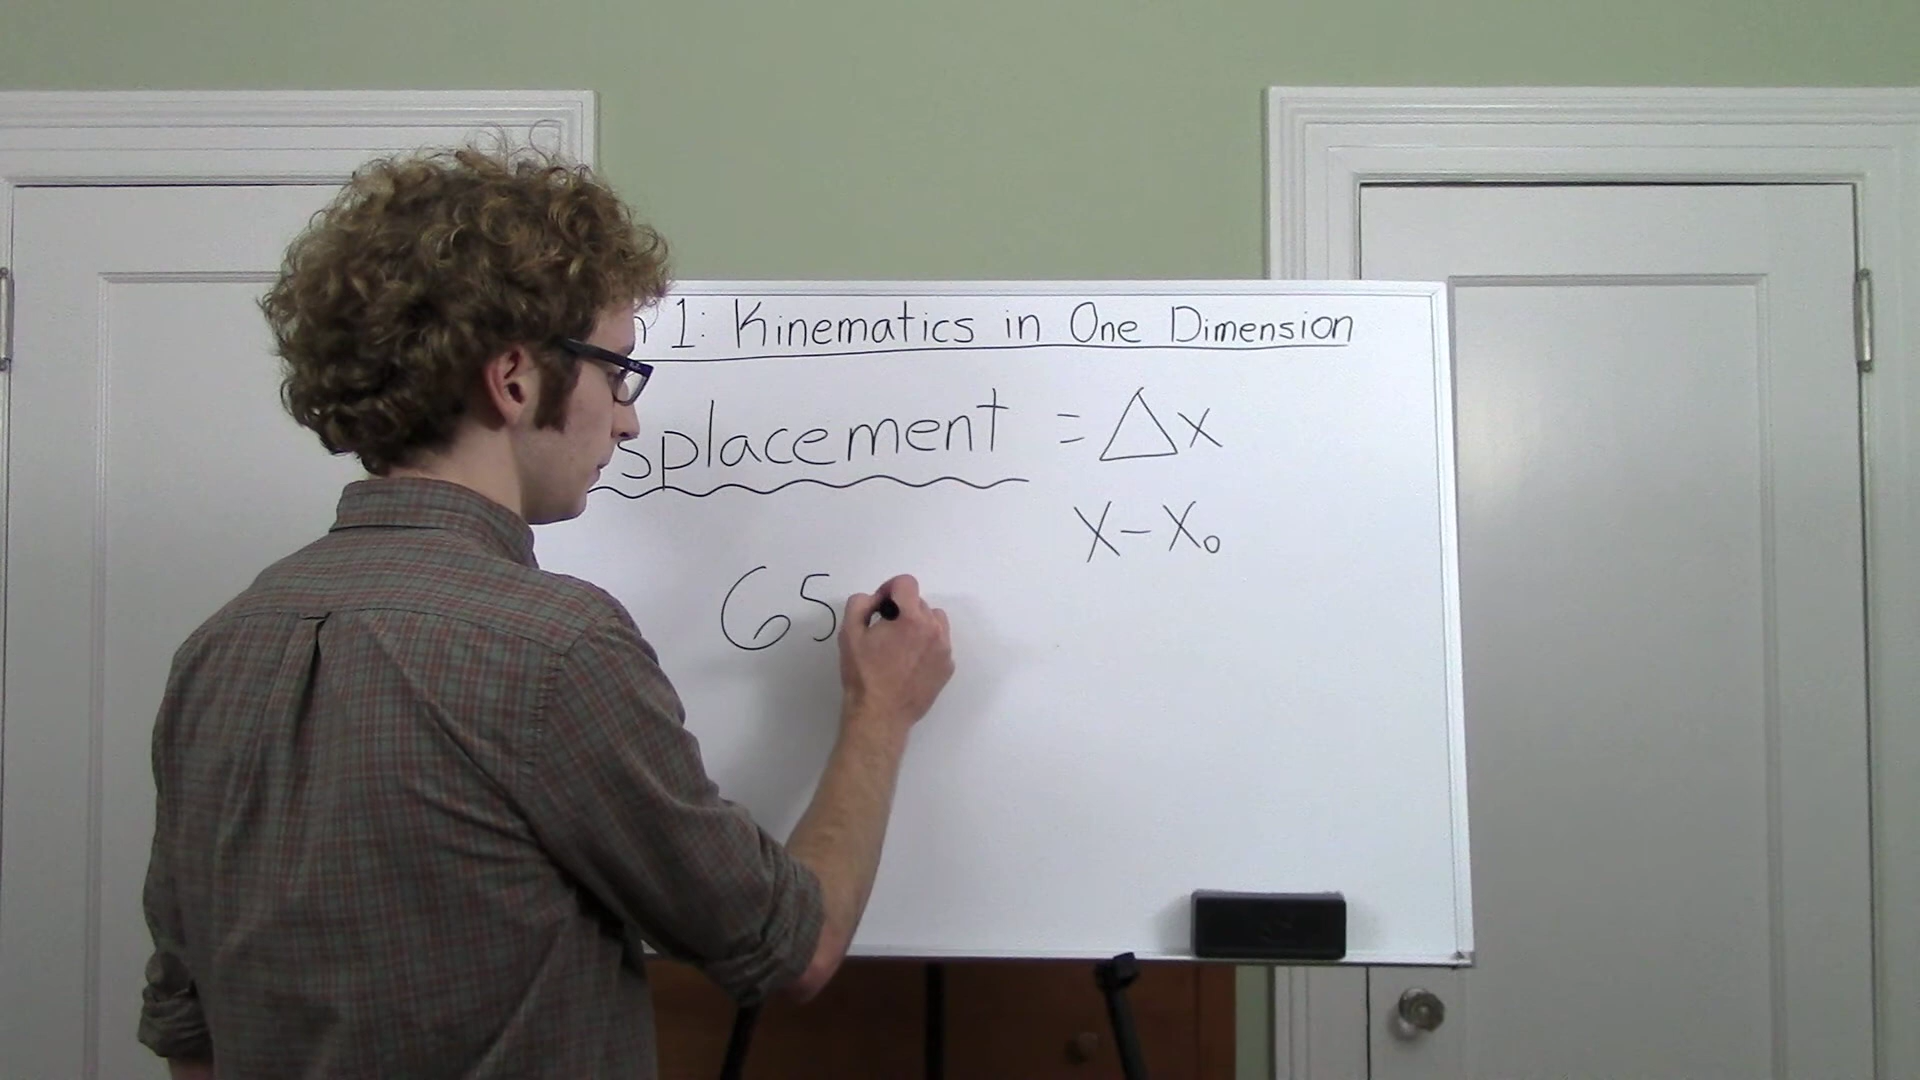 1: Kinematics in One Dimension
splacement = Δx
x - x₀
65